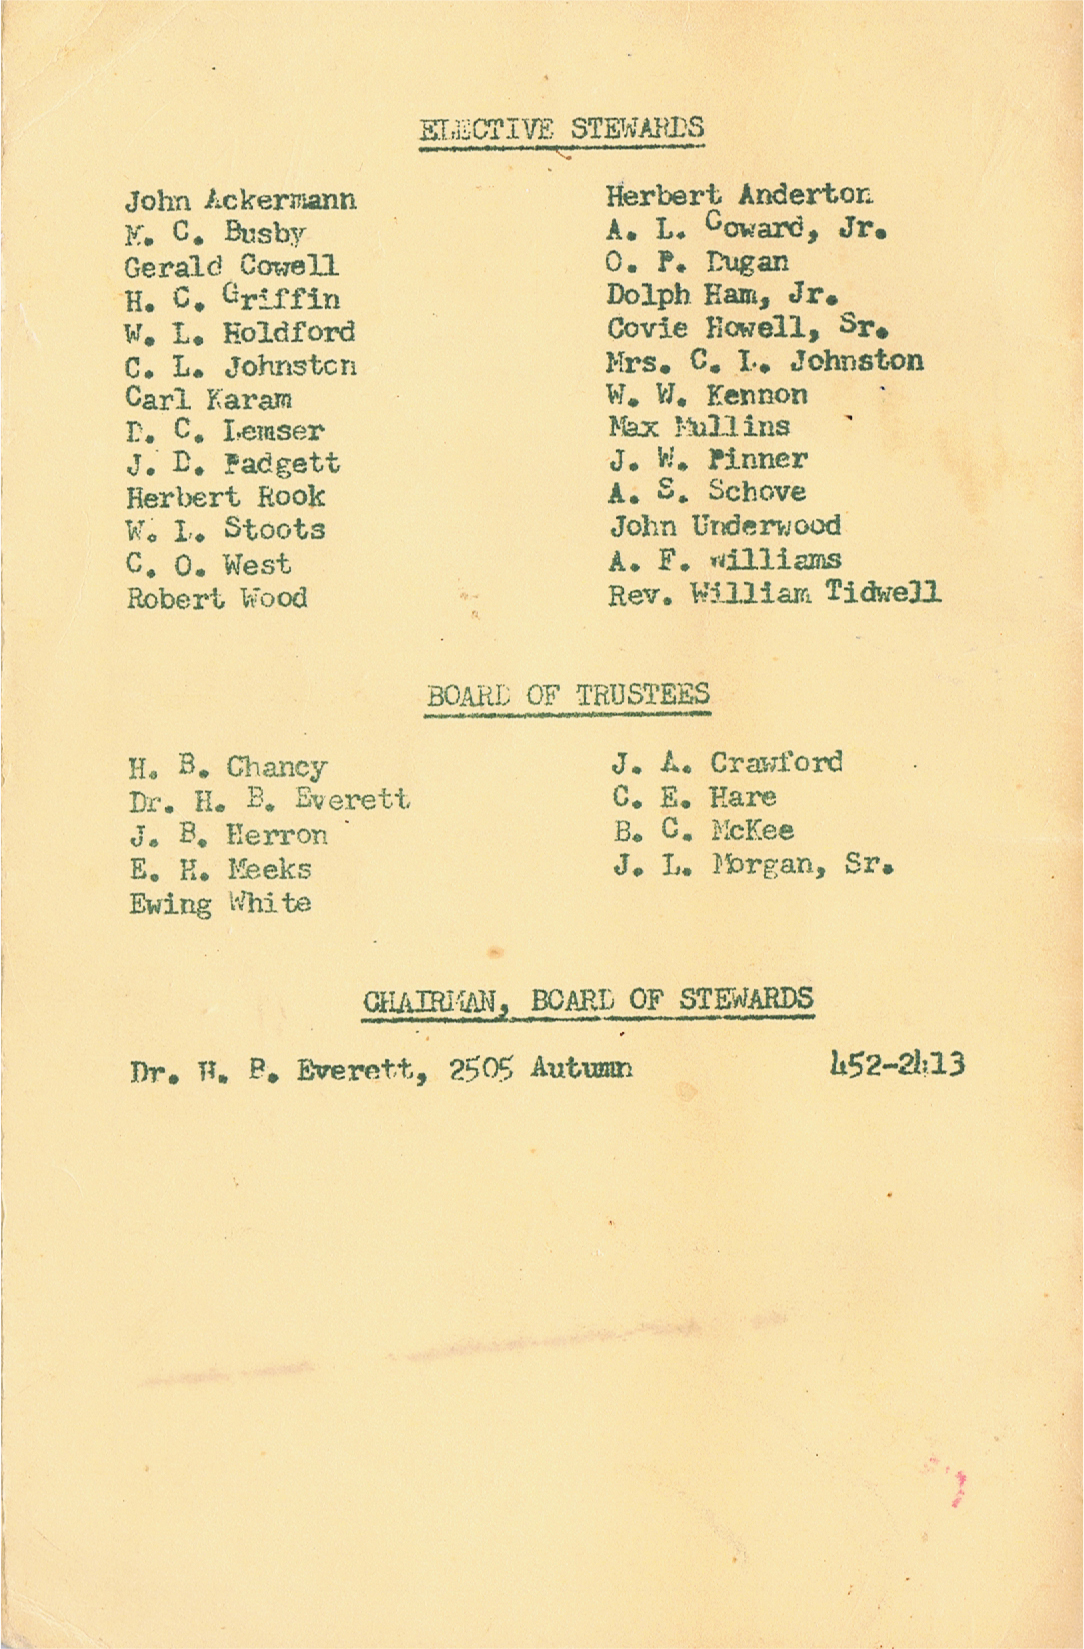 ELECTIVE STEWARDS
John Ackermann Herbert Anderton
M. C. Busby A. L. Coward, Jr.
Gerald Cowell O. P. Dugan
H. C. Griffin Dolph Ham, Jr.
W. L. Holdford Covie Howell, Sr.
C. L. Johnston Mrs. C. L. Johnston
Carl Karam W. W. Kennon
D. C. Lemser Max Mullins
J. D. Padgett J. W. Pinner
Herbert Rook A. S. Schove
W. L. Stoots John Underwood
C. O. West A. F. Williams
Robert Wood Rev. William Tidwell
BOARD OF TRUSTEES
H. B. Chancy J. A. Crawford
Dr. H. B. Everett C. E. Hare
J. B. Herron B. C. McKee
E. H. Meeks J. L. Morgan, Sr.
Ewing White
CHAIRMAN, BOARD OF STEWARDS
Dr. H. B. Everett, 2505 Autumn 452-2413